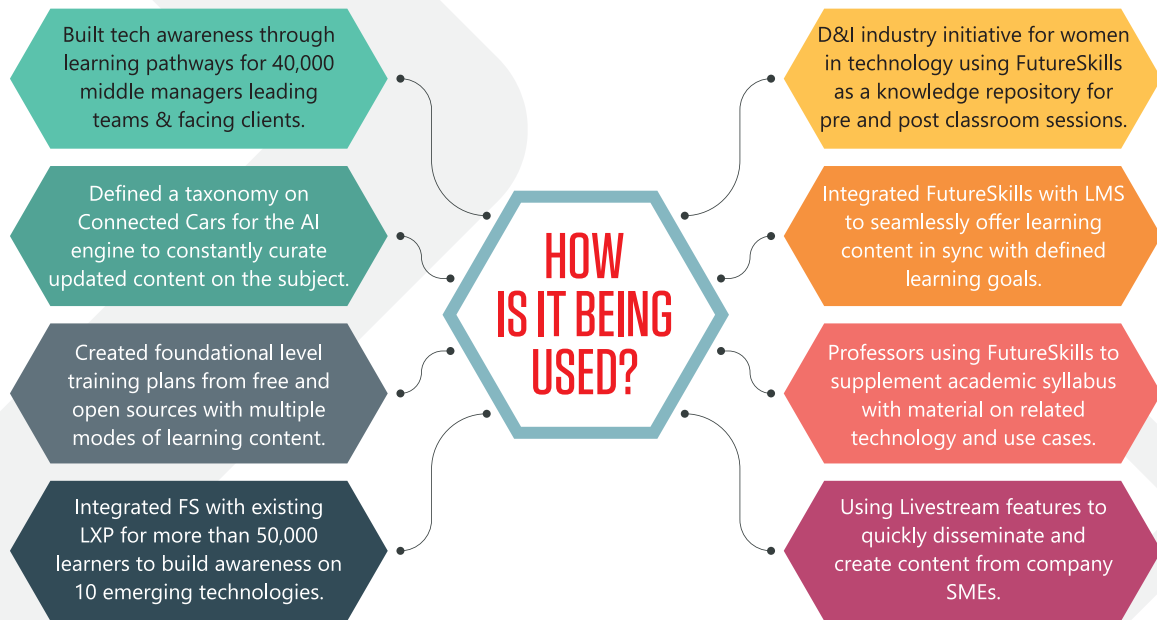 Built tech awareness through
learning pathways for 40,000
middle managers leading
teams & facing clients.
Defined a taxonomy on
Connected Cars for the AI
engine to constantly curate
updated content on the subject.
Created foundational level
training plans from free and
open sources with multiple
modes of learning content.
Integrated FS with existing
LXP for more than 50,000
learners to build awareness on
10 emerging technologies.
HOW
IS IT BEING
USED?
D&I industry initiative for women
in technology using FutureSkills
as a knowledge repository for
pre and post classroom sessions.
Integrated FutureSkills with LMS
to seamlessly offer learning
content in sync with defined
learning goals.
Professors using FutureSkills to
supplement academic syllabus
with material on related
technology and use cases.
Using Livestream features to
quickly disseminate and
create content from company
SMEs.